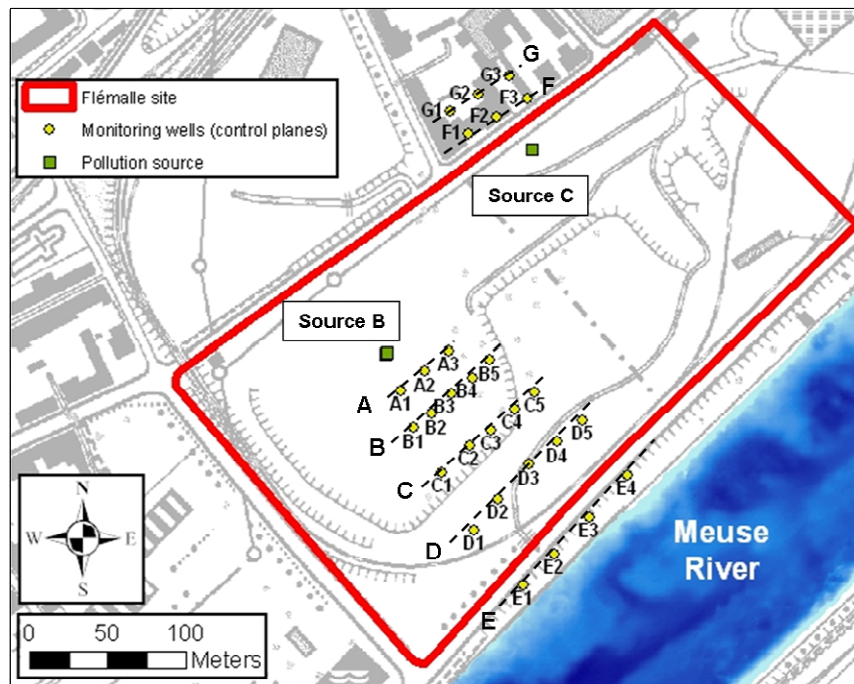 Flémalle site
Monitoring wells (control planes)
Pollution source
G
G3
G2
G1
F
F3
F2
F1
Source C
Source B
A3
A2
A1
A
B5
B4
B3
B2
B1
B
C5
C4
C3
C2
C1
C
D5
D4
D3
D2
D1
D
E4
E3
E2
E1
E
Meuse
River
N
W E
S
0 50 100
Meters